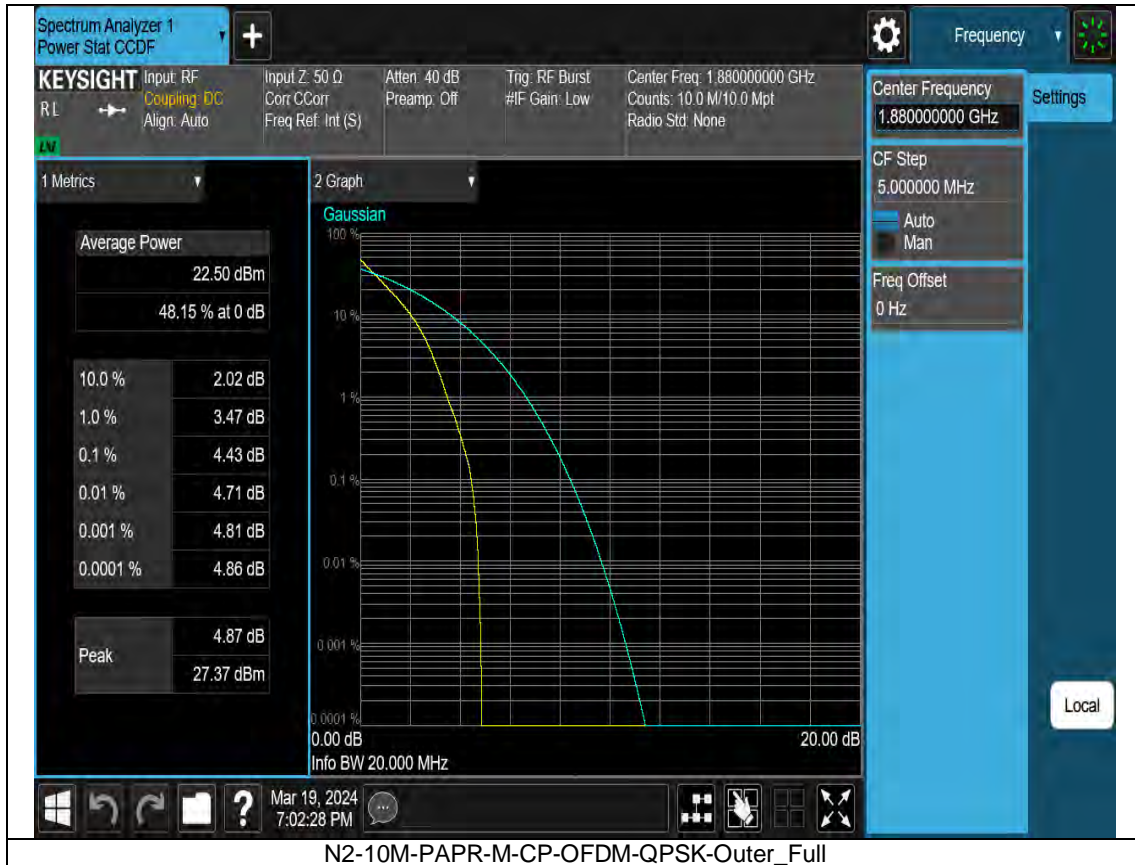 Spectrum Analyzer 1
Power Stat CCDF
Frequency
KEYSIGHT
RL
Input: RF
Coupling: DC
Align: Auto
Input Z: 50 Ω
Corr CCorr
Freq Ref: Int (S)
Atten: 40 dB
Preamp: Off
Trig: RF Burst
#IF Gain: Low
Center Freq: 1.880000000 GHz
Counts: 10.0 M/10.0 Mpt
Radio Std: None
Center Frequency
1.880000000 GHz
Settings
CF Step
5.000000 MHz
Auto
Man
Freq Offset
0 Hz
Local
1 Metrics
Average Power
22.50 dBm
48.15 % at 0 dB
10.0 % 2.02 dB
1.0 % 3.47 dB
0.1 % 4.43 dB
0.01 % 4.71 dB
0.001 % 4.81 dB
0.0001 % 4.86 dB
Peak 4.87 dB
27.37 dBm
2 Graph
Gaussian
100 %
10 %
1 %
0.1 %
0.01 %
0.001 %
0.0001 %
0.00 dB 20.00 dB
Info BW 20.000 MHz
Mar 19, 2024
7:02:28 PM
N2-10M-PAPR-M-CP-OFDM-QPSK-Outer_Full